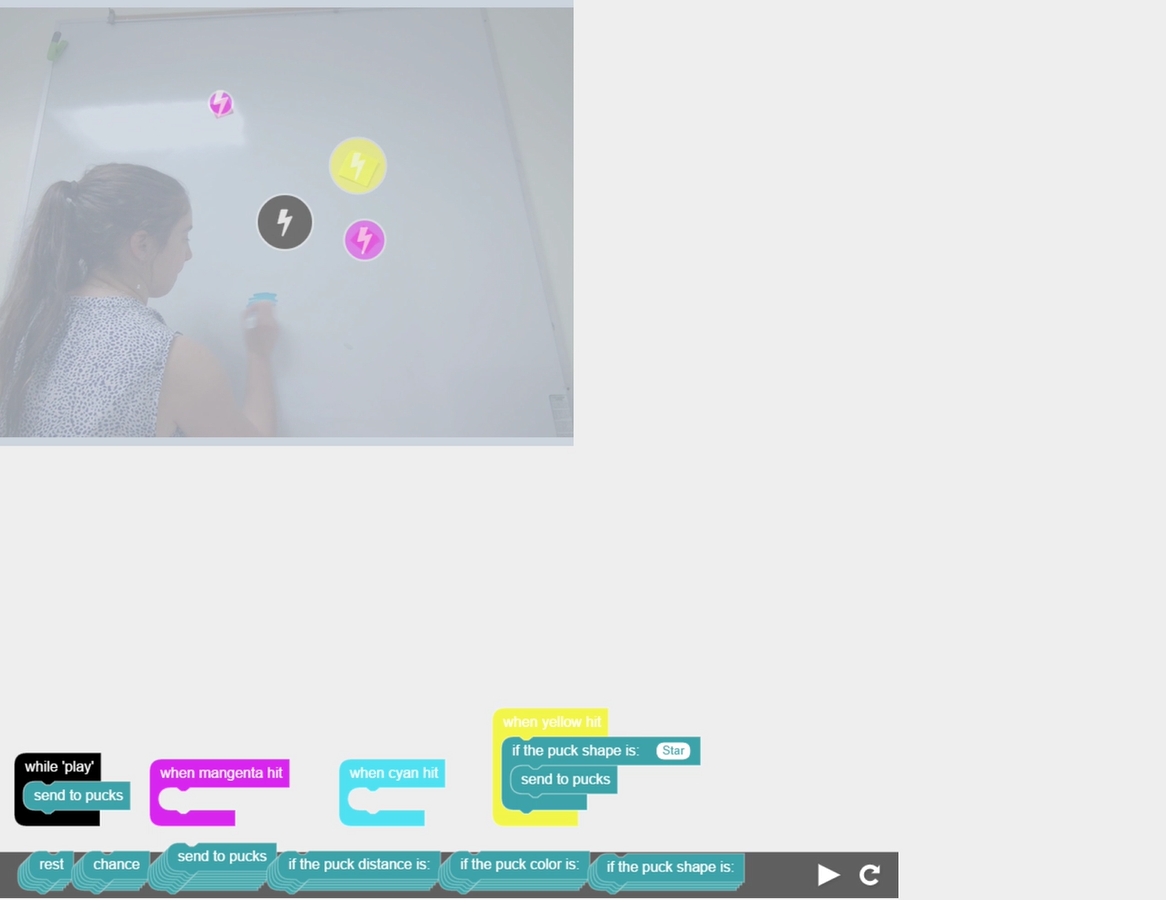 while 'play'
send to pucks
when mangenta hit
when cyan hit
when yellow hit
if the puck shape is: Star
send to pucks
rest
chance
send to pucks
if the puck distance is:
if the puck color is:
if the puck shape is: